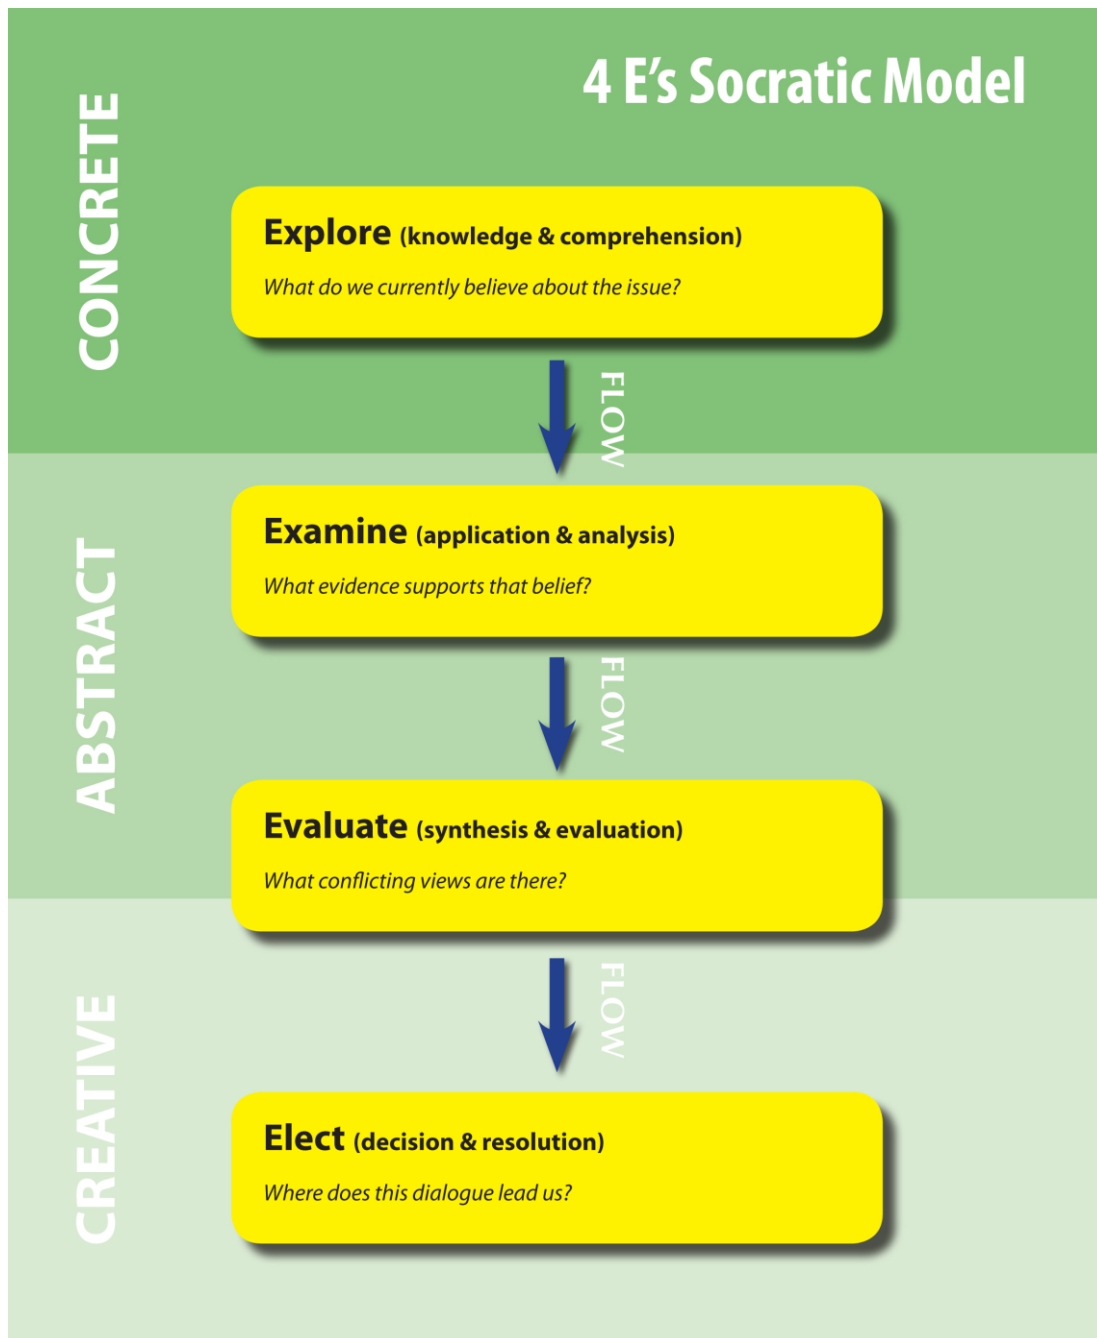 4 E’s Socratic Model
CONCRETE
Explore (knowledge & comprehension)
What do we currently believe about the issue?
FLOW
ABSTRACT
Examine (application & analysis)
What evidence supports that belief?
FLOW
Evaluate (synthesis & evaluation)
What conflicting views are there?
CREATIVE
FLOW
Elect (decision & resolution)
Where does this dialogue lead us?